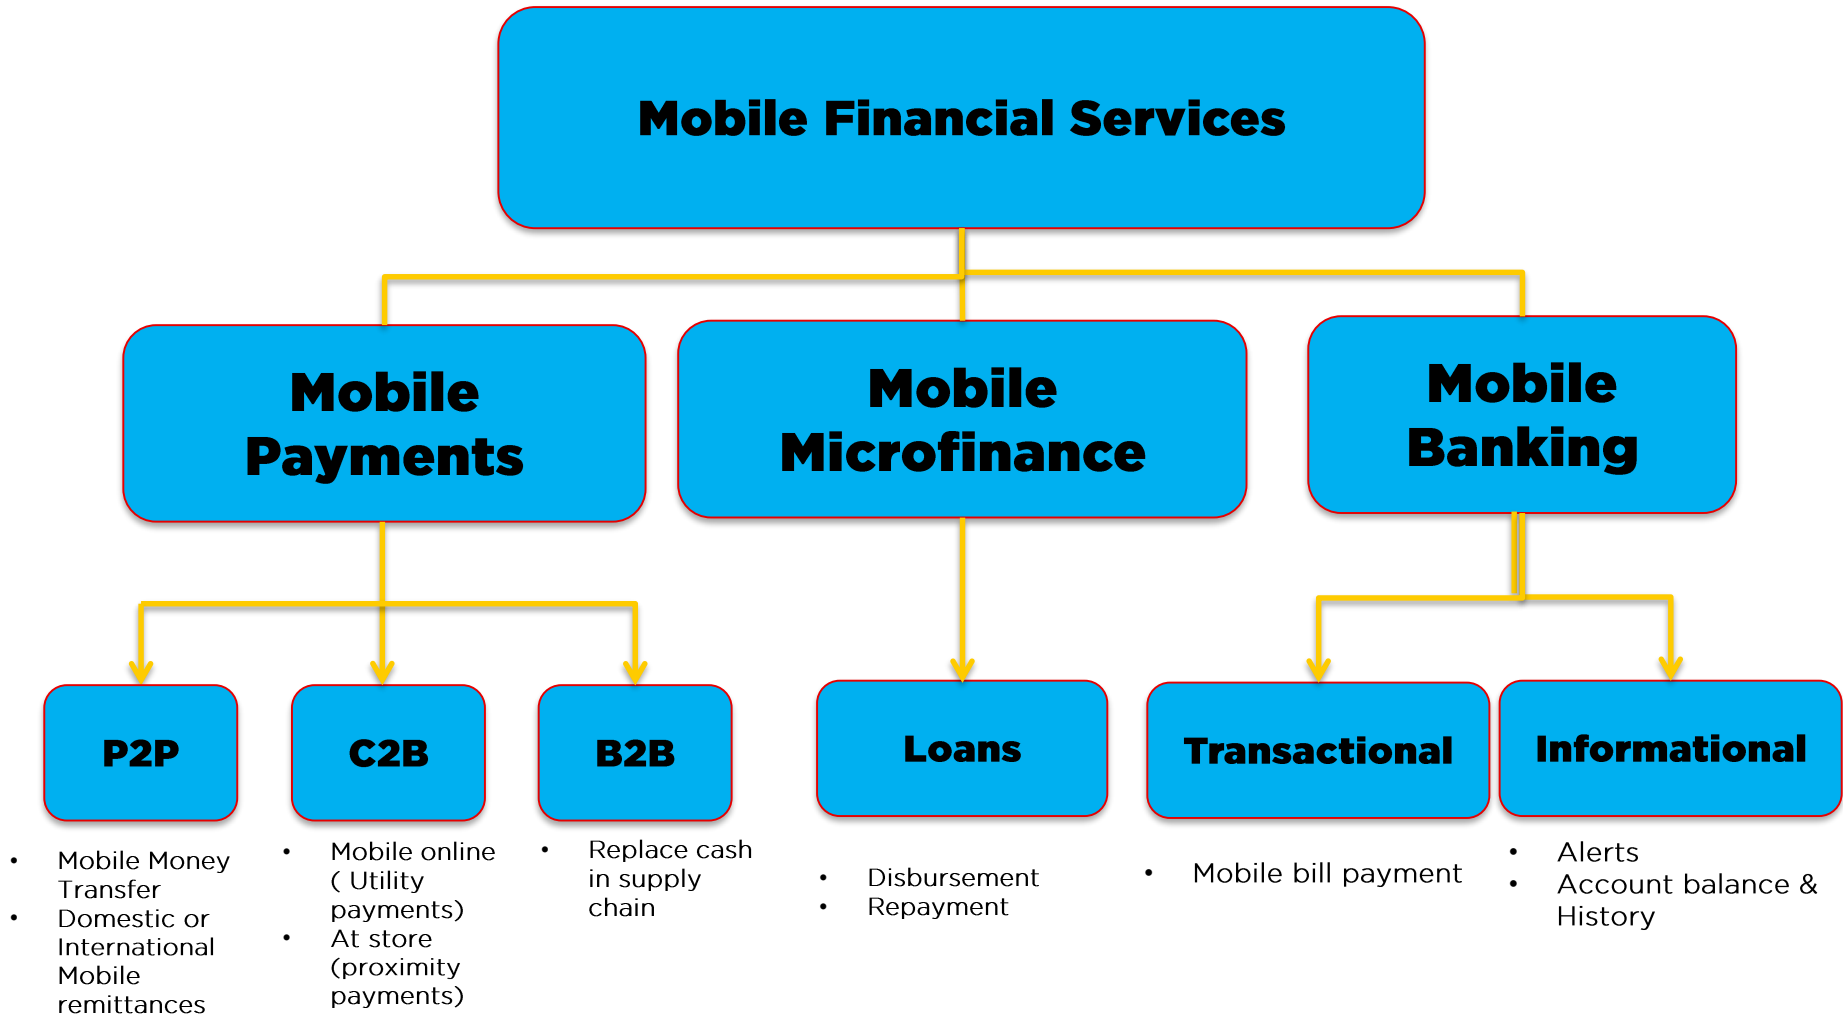 Mobile Financial Services
Mobile
Payments
Mobile
Microfinance
Mobile
Banking
P2P
C2B
B2B
Loans
Transactional
Informational
• Mobile Money
Transfer
• Domestic or
International
Mobile
remittances
• Mobile online
( Utility
payments)
• At store
(proximity
payments)
• Replace cash
in supply
chain
• Disbursement
• Repayment
• Mobile bill payment
• Alerts
• Account balance &
History